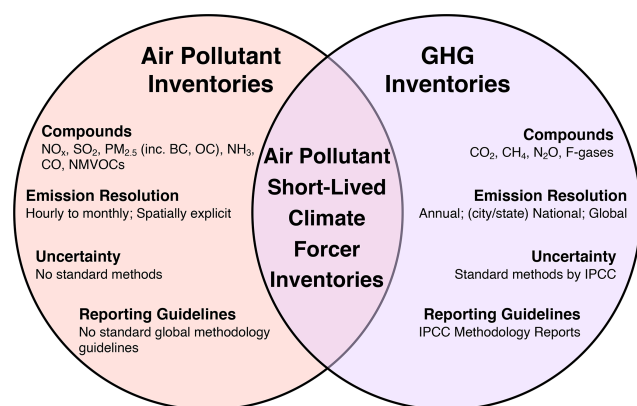 Air Pollutant
Inventories
Compounds
NOₓ, SO₂, PM₂.₅ (inc. BC, OC), NH₃,
CO, NMVOCs
Emission Resolution
Hourly to monthly; Spatially explicit
Uncertainty
No standard methods
Reporting Guidelines
No standard global methodology
guidelines
Air Pollutant
Short-Lived
Climate
Forcer
Inventories
GHG
Inventories
Compounds
CO₂, CH₄, N₂O, F-gases
Emission Resolution
Annual; (city/state) National; Global
Uncertainty
Standard methods by IPCC
Reporting Guidelines
IPCC Methodology Reports